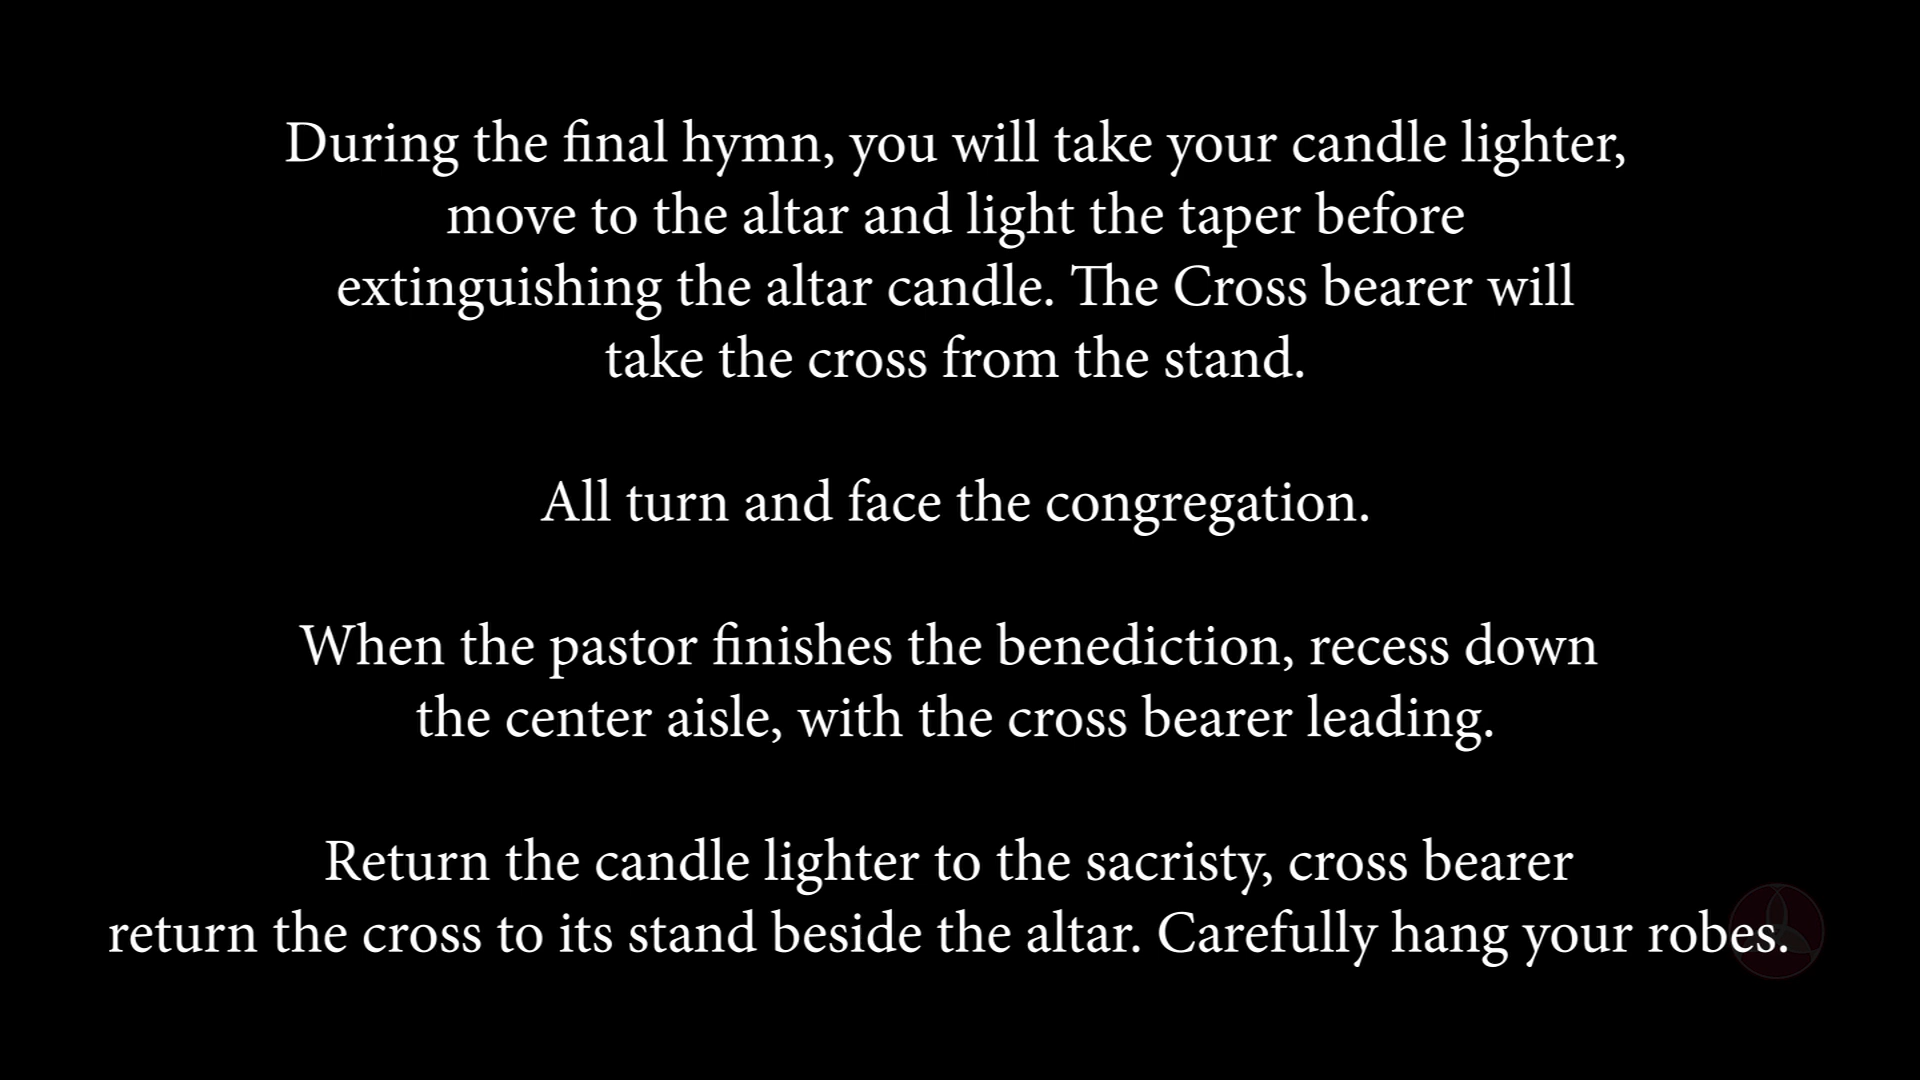 During the final hymn, you will take your candle lighter,
move to the altar and light the taper before
extinguishing the altar candle. The Cross bearer will
take the cross from the stand.
All turn and face the congregation.
When the pastor finishes the benediction, recess down
the center aisle, with the cross bearer leading.
Return the candle lighter to the sacristy, cross bearer
return the cross to its stand beside the altar. Carefully hang your robes.